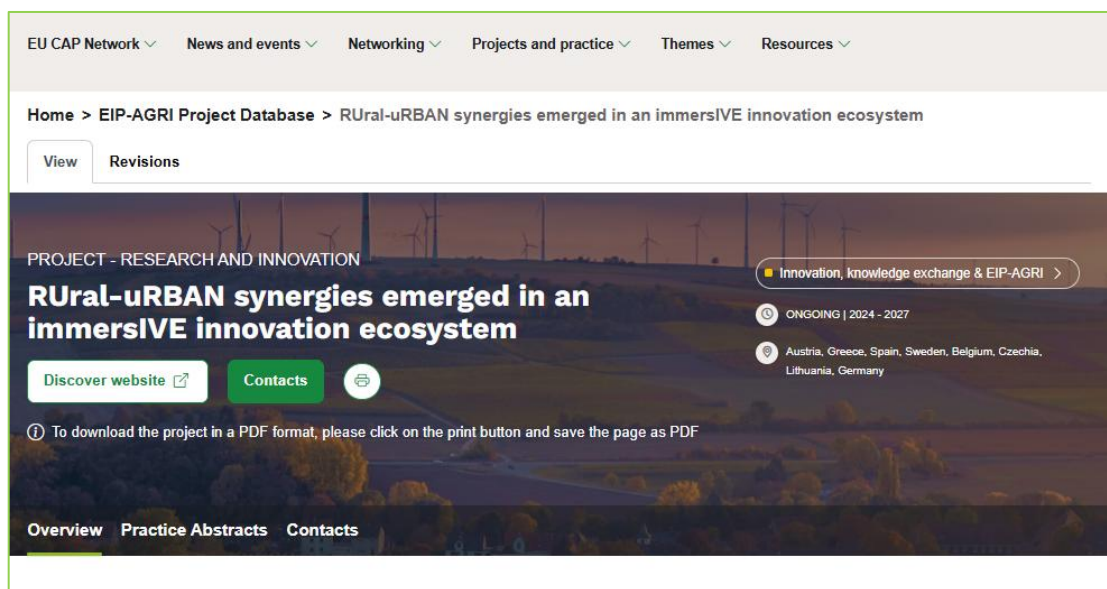 EU CAP Network News and events Networking Projects and practice Themes Resources
Home > EIP-AGRI Project Database > RUral-uRBAN synergies emerged in an immersIVE innovation ecosystem
View Revisions
PROJECT - RESEARCH AND INNOVATION
RUral-uRBAN synergies emerged in an
immersIVE innovation ecosystem
Discover website Contacts
To download the project in a PDF format, please click on the print button and save the page as PDF
Innovation, knowledge exchange & EIP-AGRI >
ONGOING | 2024 - 2027
Austria, Greece, Spain, Sweden, Belgium, Czechia,
Lithuania, Germany
Overview Practice Abstracts Contacts